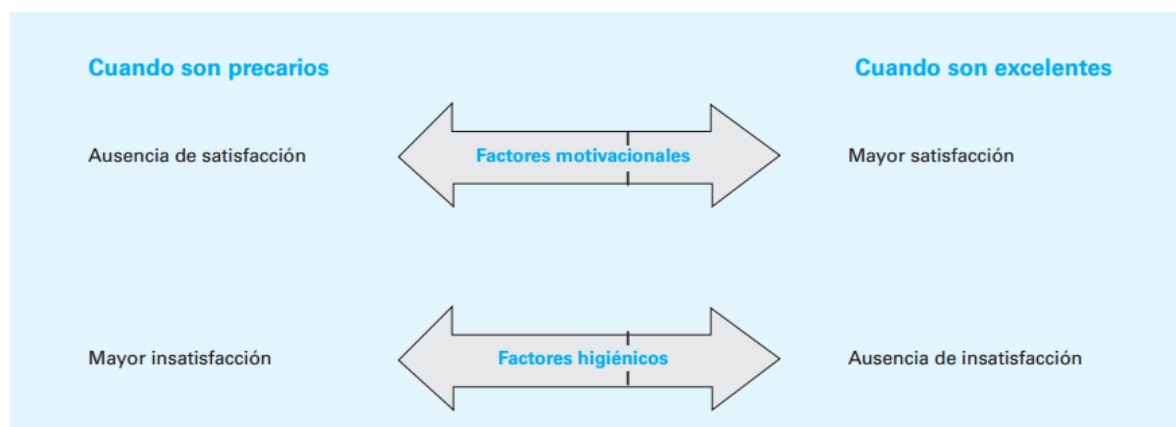 Cuando son precarios
Cuando son excelentes
Ausencia de satisfacción
Factores motivacionales
Mayor satisfacción
Mayor insatisfacción
Factores higiénicos
Ausencia de insatisfacción